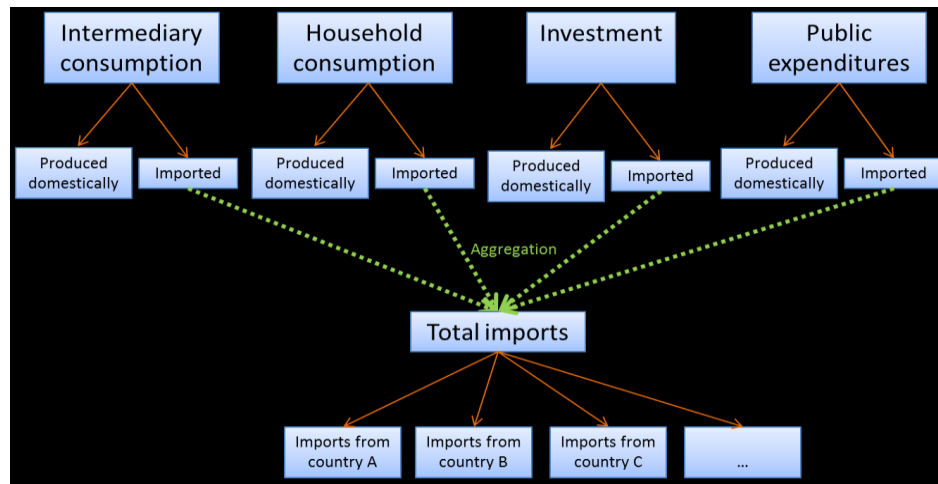 Intermediary
consumption
Household
consumption
Investment
Public
expenditures
Produced
domestically
Imported
Produced
domestically
Imported
Produced
domestically
Imported
Produced
domestically
Imported
Aggregation
Total imports
Imports from
country A
Imports from
country B
Imports from
country C
...